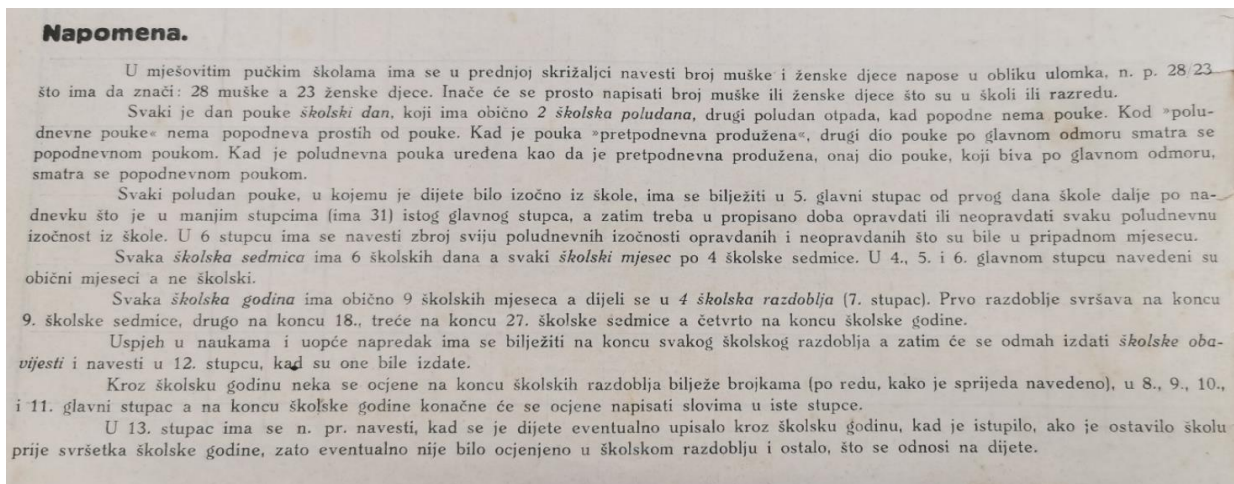 Napomena.
U mješovitim pučkim školama ima se u prednjoj skrižaljci navesti broj muške i ženske djece napose u obliku ulomka, n. p. 28/23
što ima da znači: 28 muške a 23 ženske djece. Inače će se prosto napisati broj muške ili ženske djece što su u školi ili razredu.
Svaki je dan pouke školski dan, koji ima obično 2 školska poludana, drugi poludan otpada, kad popodne nema pouke. Kod »polu-
dnevne pouke« nema popodneva prostih od pouke. Kad je pouka »pretpodnevna produžena«, drugi dio pouke po glavnom odmoru smatra se
popodnevnom poukom. Kad je poludnevna pouka uređena kao da je pretpodnevna produžena, onaj dio pouke, koji biva po glavnom odmoru,
smatra se popodnevnom poukom.
Svaki poludan pouke, u kojemu je dijete bilo izočno iz škole, ima se bilježiti u 5. glavni stupac od prvog dana škole dalje po na-
dnevku što je u manjim stupcima (ima 31) istog glavnog stupca, a zatim treba u propisano doba opravdati ili neopravdati svaku poludnevnu
izočnost iz škole. U 6 stupcu ima se navesti zbroj sviju poludnevnih izočnosti opravdanih i neopravdanih što su bile u pripadnom mjesecu.
Svaka školska sedmica ima 6 školskih dana a svaki školski mjesec po 4 školske sedmice. U 4., 5. i 6. glavnom stupcu navedeni su
obični mjeseci a ne školski.
Svaka školska godina ima obično 9 školskih mjeseca a dijeli se u 4 školska razdoblja (7. stupac). Prvo razdoblje svršava na koncu
9. školske sedmice, drugo na koncu 18., treće na koncu 27. školske sedmice a četvrto na koncu školske godine.
Uspjeh u naukama i uopće napredak ima se bilježiti na koncu svakog školskog razdoblja a zatim će se odmah izdati školske oba-
vijesti i navesti u 12. stupcu, kad su one bile izdate.
Kroz školsku godinu neka se ocjene na koncu školskih razdoblja bilježe brojkama (po redu, kako je sprijeda navedeno), u 8., 9., 10.,
i 11. glavni stupac a na koncu školske godine konačne će se ocjene napisati slovima u iste stupce.
U 13. stupac ima se n. pr. navesti, kad se je dijete eventualno upisalo kroz školsku godinu, kad je istupilo, ako je ostavilo školu
prije svršetka školske godine, zato eventualno nije bilo ocjenjeno u školskom razdoblju i ostalo, što se odnosi na dijete.